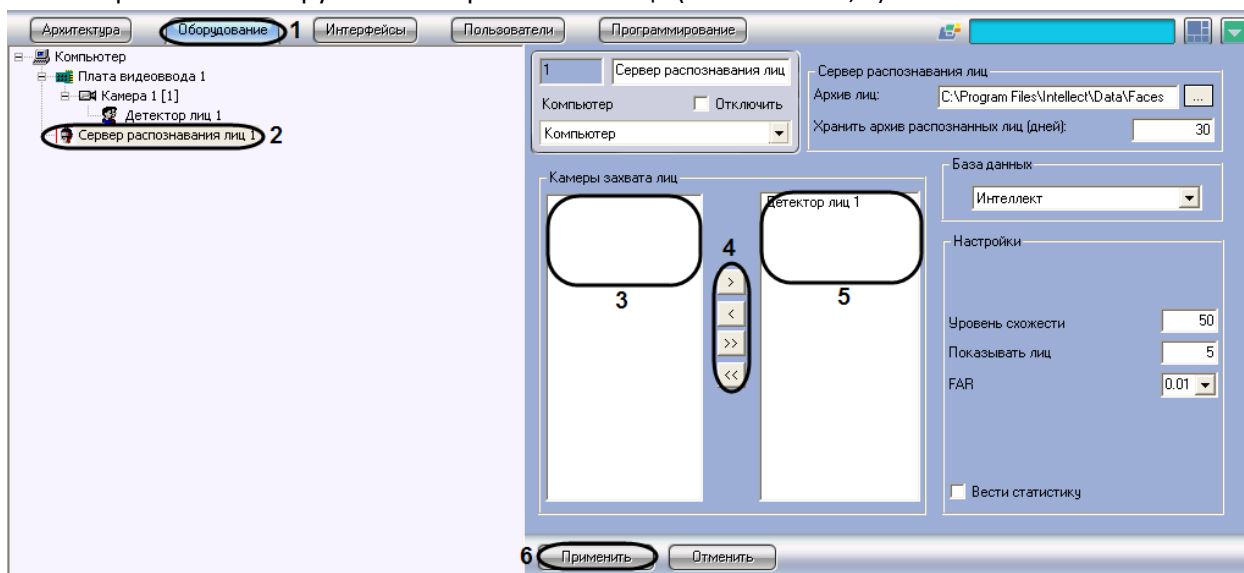 Архитектура Оборудование 1 Интерфейсы Пользователи Программирование
Компьютер
Плата видеоввода 1
Камера 1 [1]
Детектор лиц 1
Сервер распознавания лиц 1 2
1 Сервер распознавания лиц
Компьютер Отключить
Компьютер
Сервер распознавания лиц
Архив лиц: C:\Program Files\Intellect\Data\Faces ...
Хранить архив распознанных лиц (дней): 30
Камеры захвата лиц
Детектор лиц 1
3
4
>
<
>>
<<
5
База данных
Интеллект
Настройки
Уровень схожести 50
Показывать лиц 5
FAR 0.01
Вести статистику
6 Применить Отменить